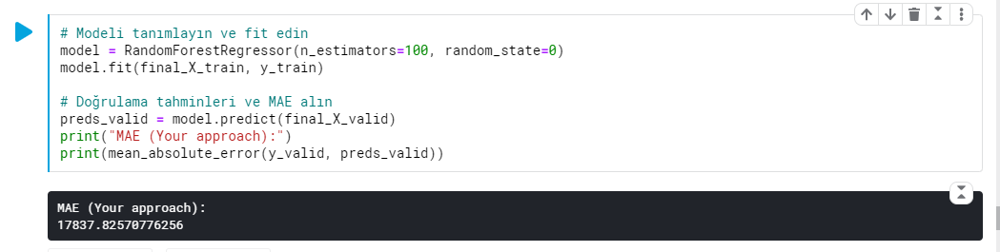 # Modeli tanımlayın ve fit edin
model = RandomForestRegressor(n_estimators=100, random_state=0)
model.fit(final_X_train, y_train)
# Doğrulama tahminleri ve MAE alın
preds_valid = model.predict(final_X_valid)
print("MAE (Your approach):")
print(mean_absolute_error(y_valid, preds_valid))
MAE (Your approach):
17837.82570776256